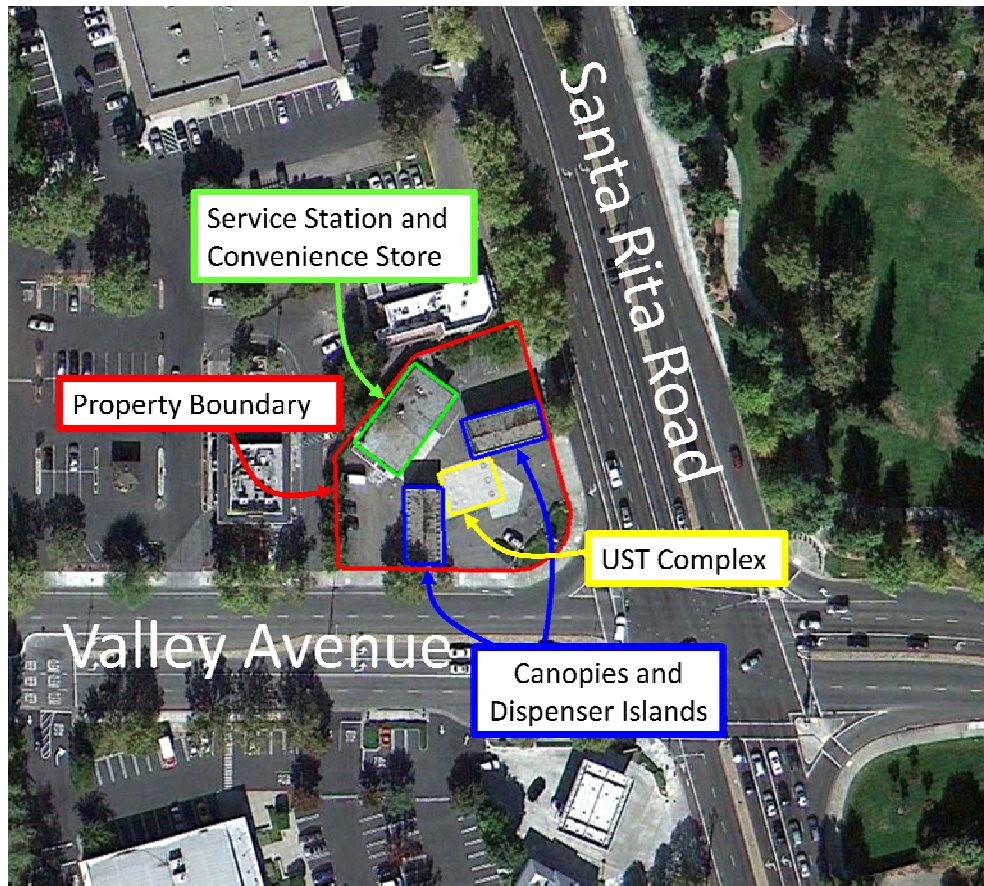 Santa Rita Road
Service Station and
Convenience Store
Property Boundary
UST Complex
Valley Avenue
Canopies and
Dispenser Islands